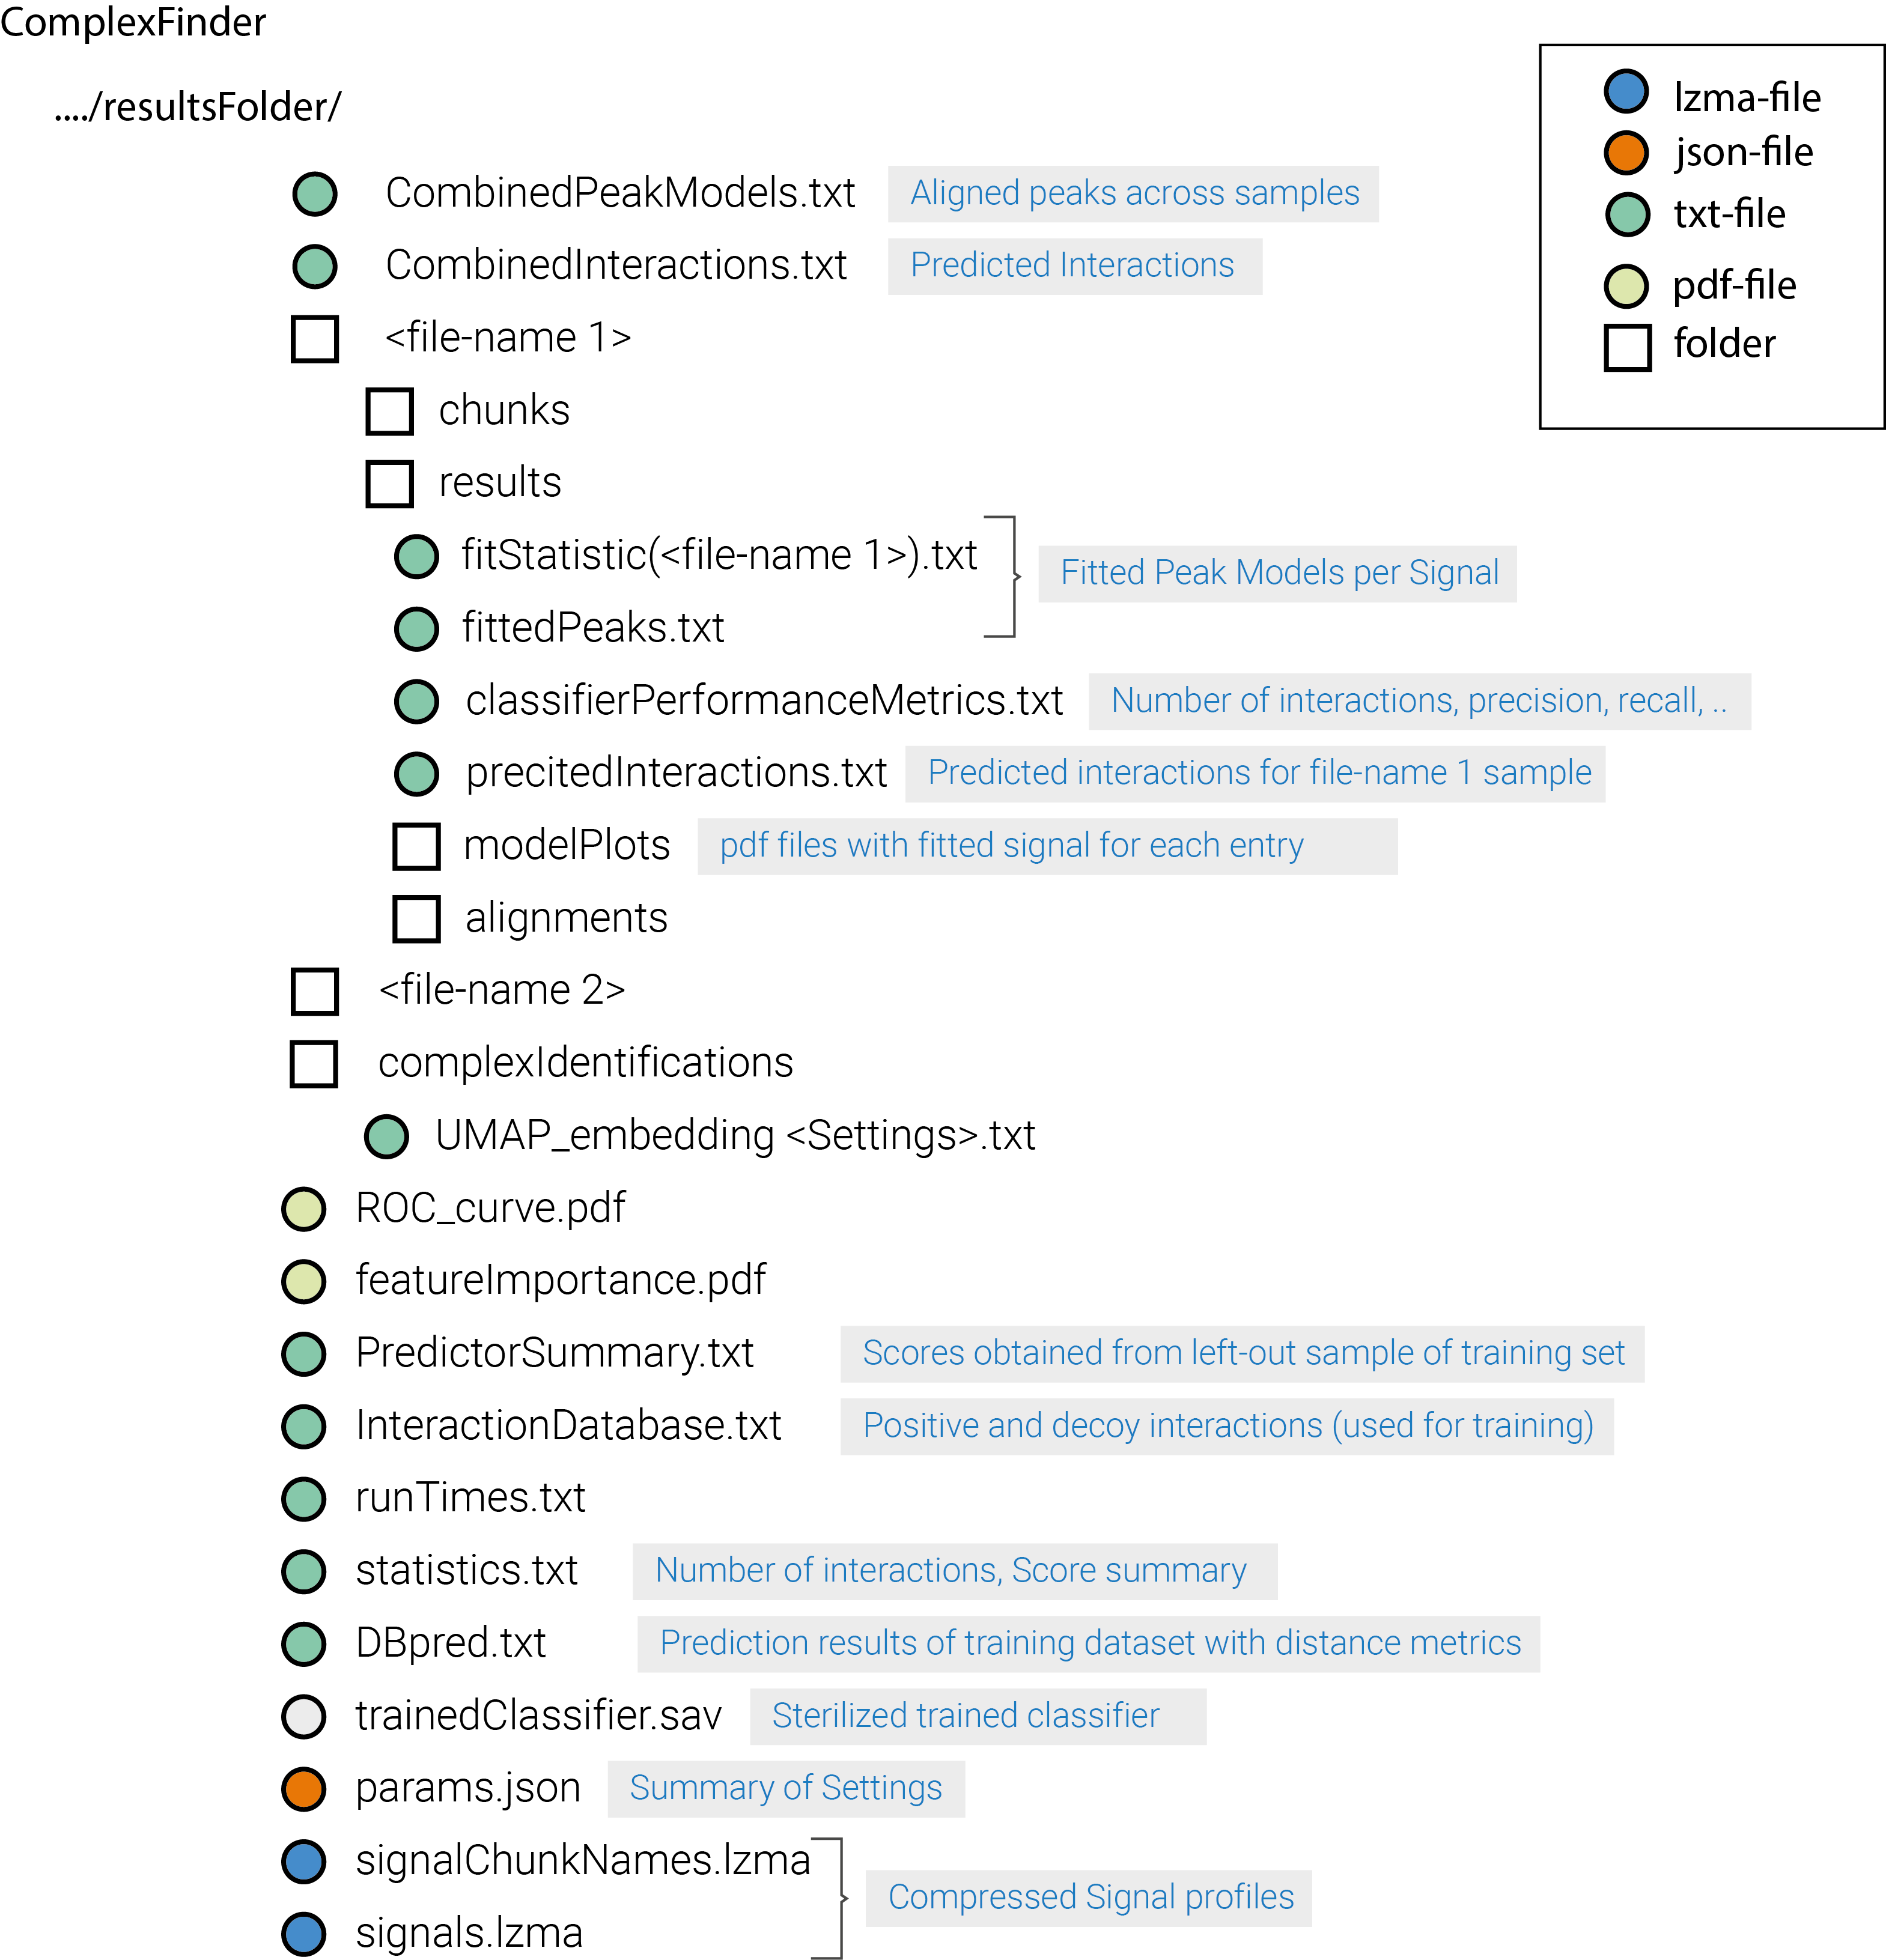 ComplexFinder
..../resultsFolder/
lzma-file
json-file
txt-file
pdf-file
folder
CombinedPeakModels.txt Aligned peaks across samples
CombinedInteractions.txt Predicted Interactions
<file-name 1>
chunks
results
fitStatistic(<file-name 1>).txt
Fitted Peak Models per Signal
fittedPeaks.txt
classifierPerformanceMetrics.txt Number of interactions, precision, recall, ..
precitedInteractions.txt Predicted interactions for file-name 1 sample
modelPlots pdf files with fitted signal for each entry
alignments
<file-name 2>
complexIdentifications
UMAP_embedding <Settings>.txt
ROC_curve.pdf
featureImportance.pdf
PredictorSummary.txt Scores obtained from left-out sample of training set
InteractionDatabase.txt Positive and decoy interactions (used for training)
runTimes.txt
statistics.txt Number of interactions, Score summary
DBpred.txt Prediction results of training dataset with distance metrics
trainedClassifier.sav Sterilized trained classifier
params.json Summary of Settings
signalChunkNames.lzma
Compressed Signal profiles
signals.lzma